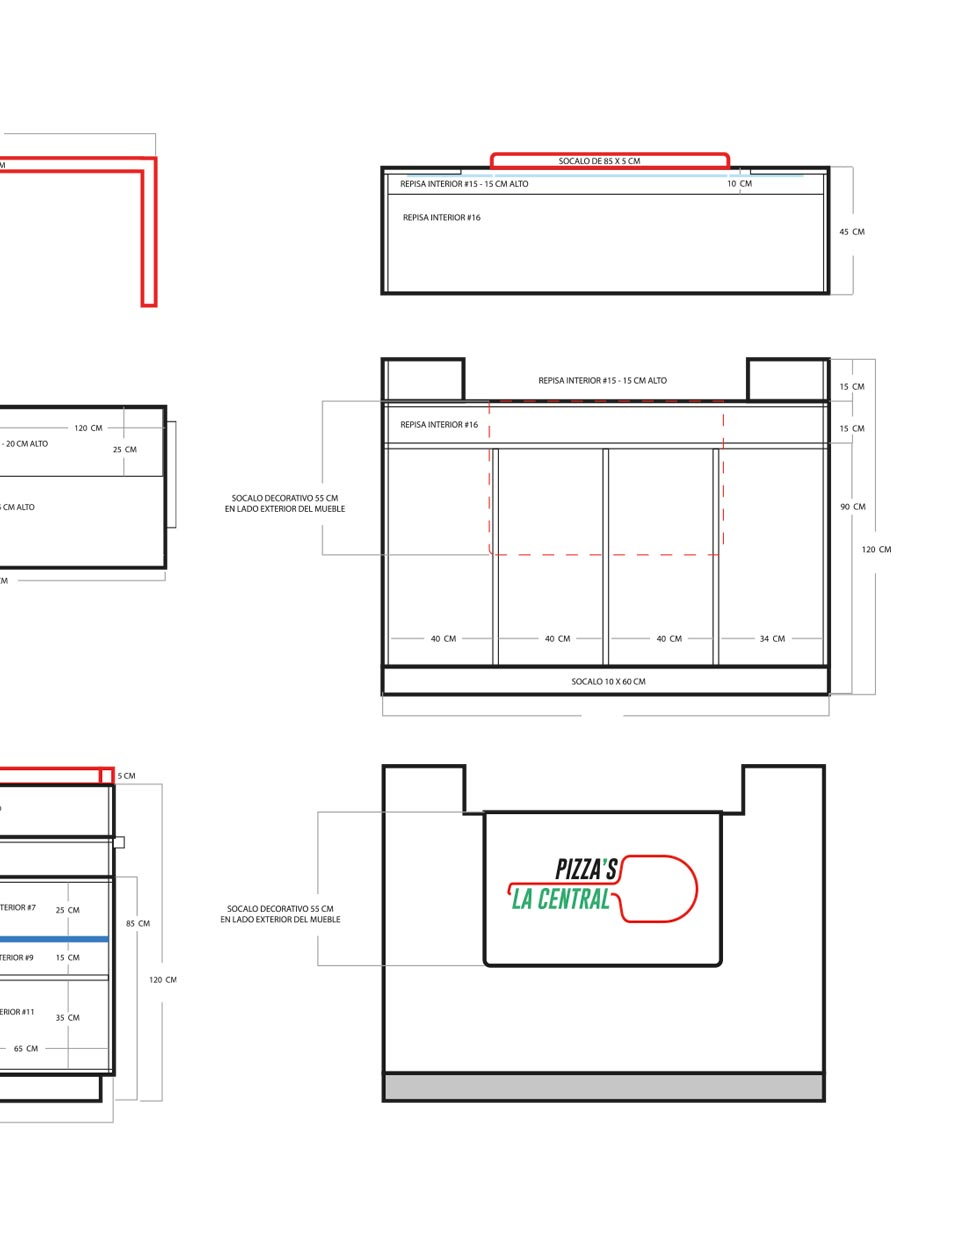 M
SOCALO DE 85 X 5 CM
REPISA INTERIOR #15 - 15 CM ALTO
10 CM
REPISA INTERIOR #16
45 CM
REPISA INTERIOR #15 - 15 CM ALTO
15 CM
REPISA INTERIOR #16
15 CM
120 CM
- 20 CM ALTO
25 CM
CM ALTO
CM
SOCALO DECORATIVO 55 CM
EN LADO EXTERIOR DEL MUEBLE
90 CM
120 CM
40 CM
40 CM
40 CM
34 CM
SOCALO 10 X 60 CM
5 CM
TERIOR #7
25 CM
85 CM
TERIOR #9
15 CM
120 CM
ERIOR #11
35 CM
65 CM
PIZZA'S
LA CENTRAL
SOCALO DECORATIVO 55 CM
EN LADO EXTERIOR DEL MUEBLE